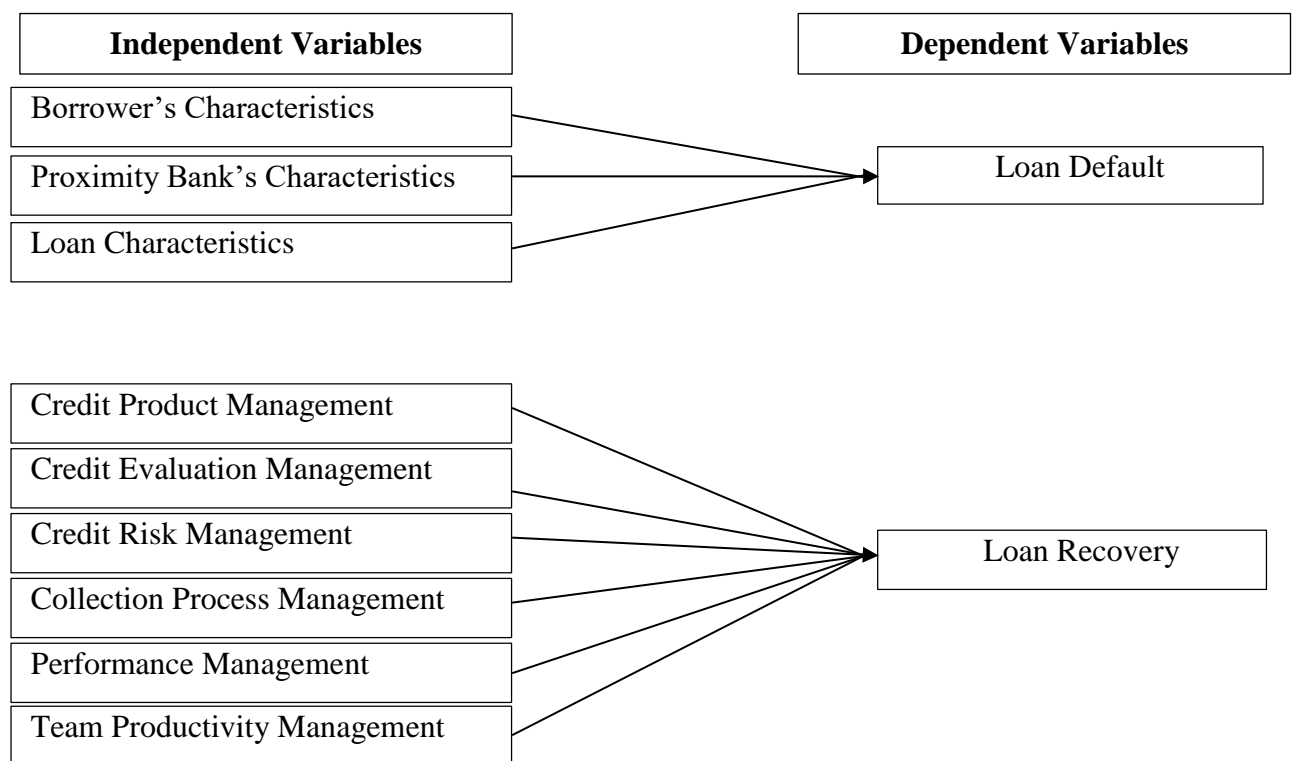 Independent Variables
Dependent Variables
Borrower’s Characteristics
Proximity Bank’s Characteristics
Loan Characteristics
Loan Default
Credit Product Management
Credit Evaluation Management
Credit Risk Management
Collection Process Management
Performance Management
Team Productivity Management
Loan Recovery